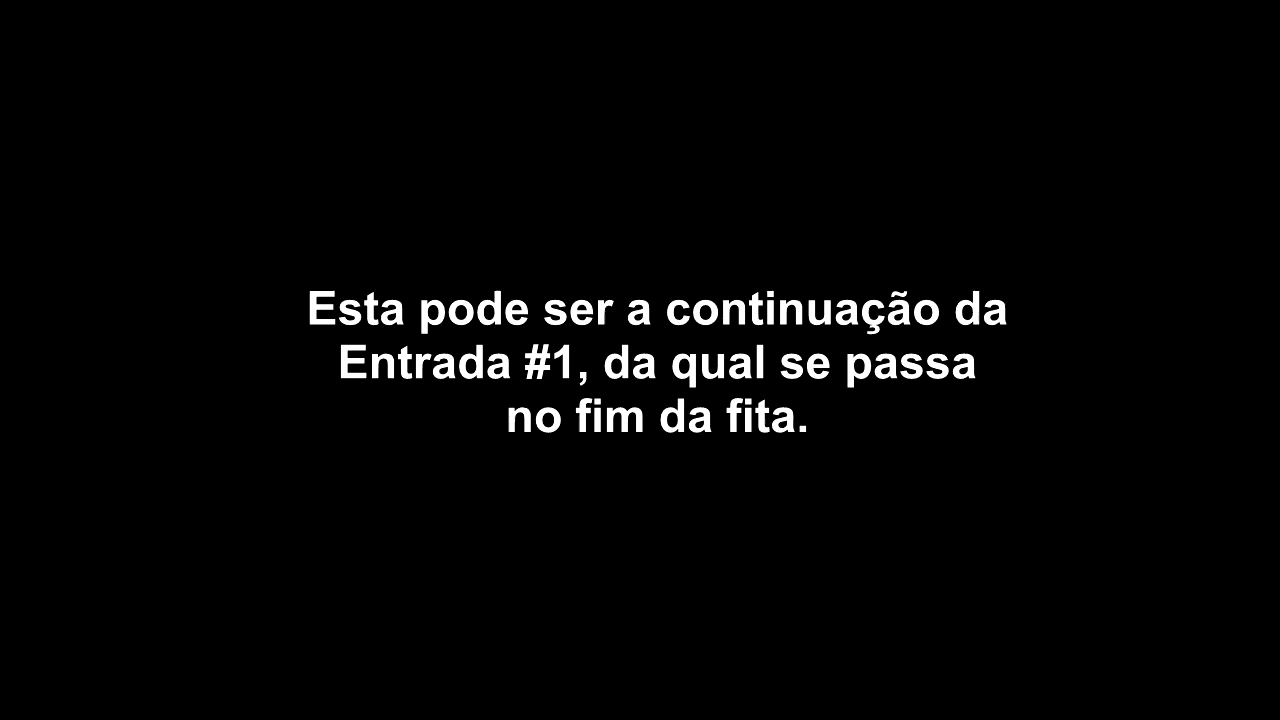 Esta pode ser a continuação da
Entrada #1, da qual se passa
no fim da fita.